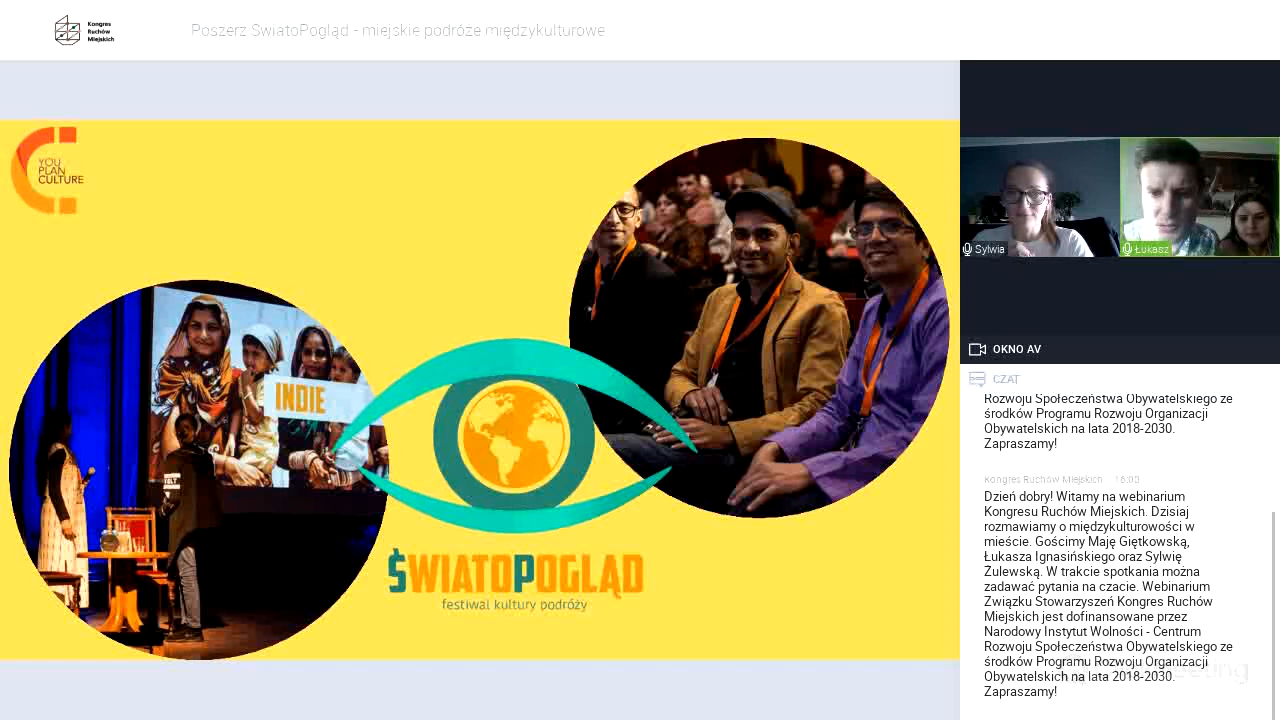 Kongres
Ruchów
Miejskich
Poszerz SwiatoPogląd - miejskie podróże międzykulturowe
YOU
PLAN
CULTURE
INDIE
ŚWIATOPOGLĄD
festiwal kultury podróży
Sylwia
Łukasz
OKNO AV
CZAT
Rozwoju Społeczeństwa Obywatelskiego ze
środków Programu Rozwoju Organizacji
Obywatelskich na lata 2018-2030.
Zapraszamy!
Kongres Ruchów Miejskich 16:00
Dzień dobry! Witamy na webinarium
Kongresu Ruchów Miejskich. Dzisiaj
rozmawiamy o międzykulturowości w
mieście. Gościmy Maję Giętkowską,
Łukasza Ignasińskiego oraz Sylwię
Żulewską. W trakcie spotkania można
zadawać pytania na czacie. Webinarium
Związku Stowarzyszeń Kongres Ruchów
Miejskich jest dofinansowane przez
Narodowy Instytut Wolności - Centrum
Rozwoju Społeczeństwa Obywatelskiego ze
środków Programu Rozwoju Organizacji
Obywatelskich na lata 2018-2030.
Zapraszamy!